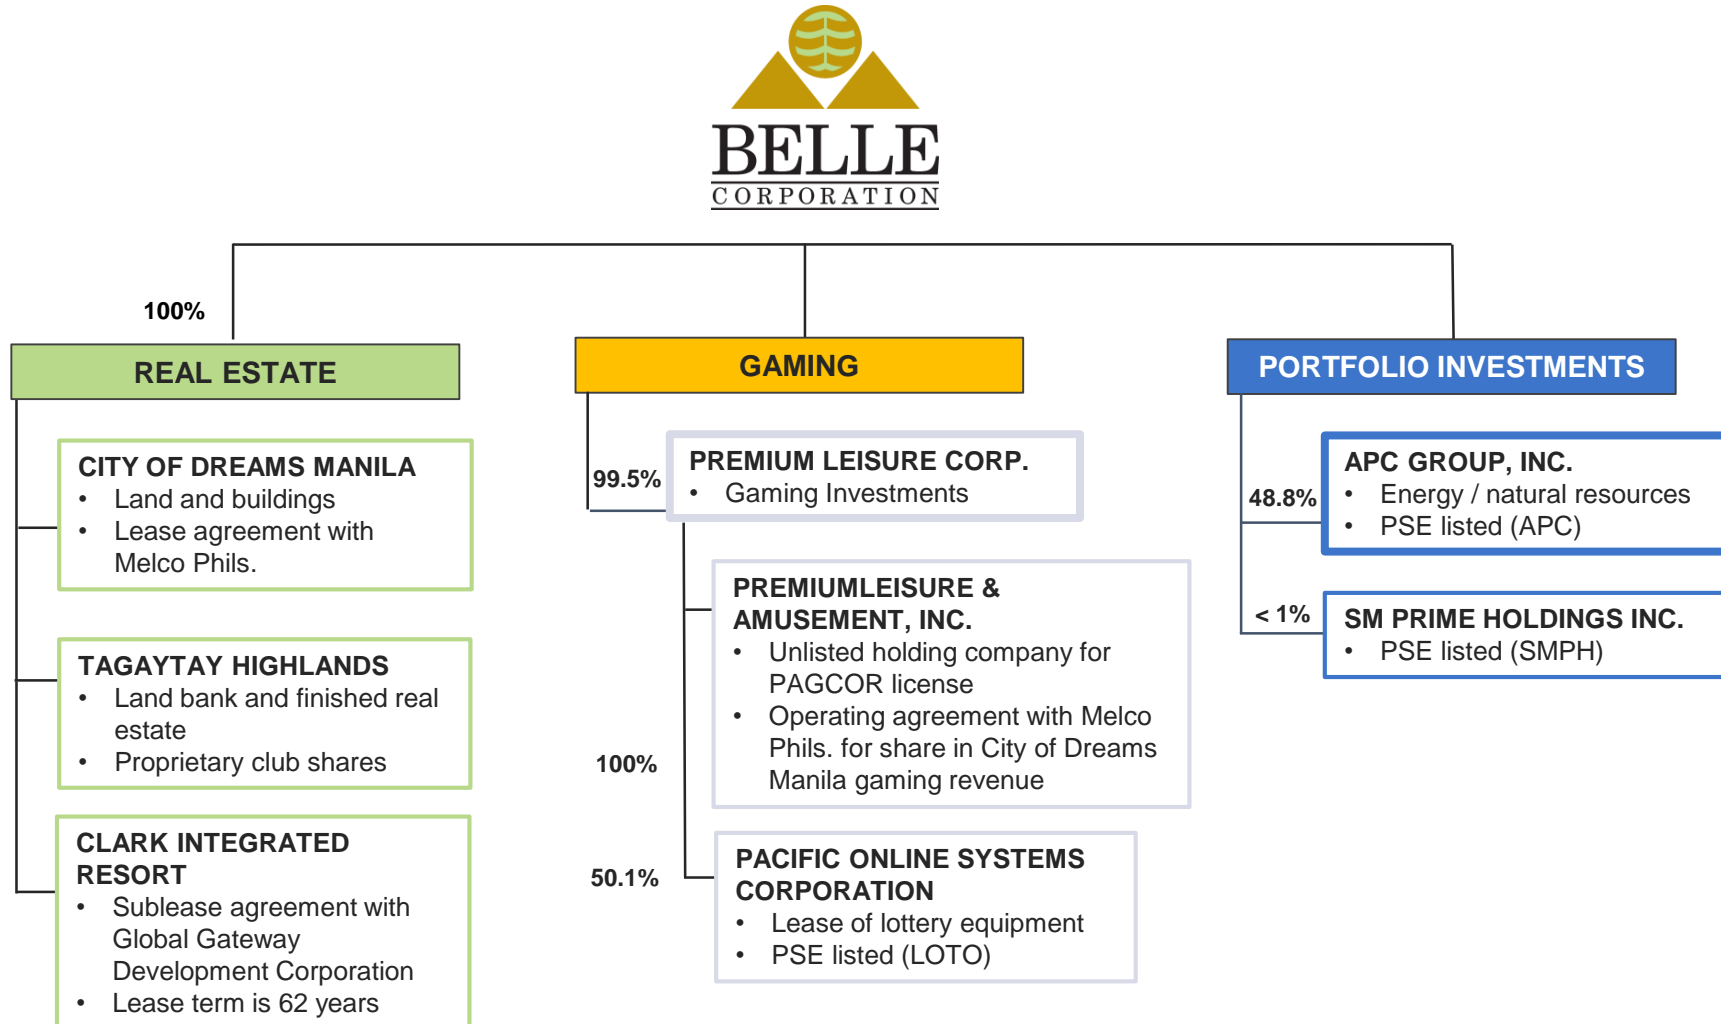 BELLE
CORPORATION
100%
REAL ESTATE
CITY OF DREAMS MANILA
• Land and buildings
• Lease agreement with
Melco Phils.
TAGAYTAY HIGHLANDS
• Land bank and finished real
estate
• Proprietary club shares
CLARK INTEGRATED
RESORT
• Sublease agreement with
Global Gateway
Development Corporation
• Lease term is 62 years
GAMING
99.5%
PREMIUM LEISURE CORP.
• Gaming Investments
100%
PREMIUMLEISURE &
AMUSEMENT, INC.
• Unlisted holding company for
PAGCOR license
• Operating agreement with Melco
Phils. for share in City of Dreams
Manila gaming revenue
50.1%
PACIFIC ONLINE SYSTEMS
CORPORATION
• Lease of lottery equipment
• PSE listed (LOTO)
PORTFOLIO INVESTMENTS
48.8%
APC GROUP, INC.
• Energy / natural resources
• PSE listed (APC)
< 1%
SM PRIME HOLDINGS INC.
• PSE listed (SMPH)